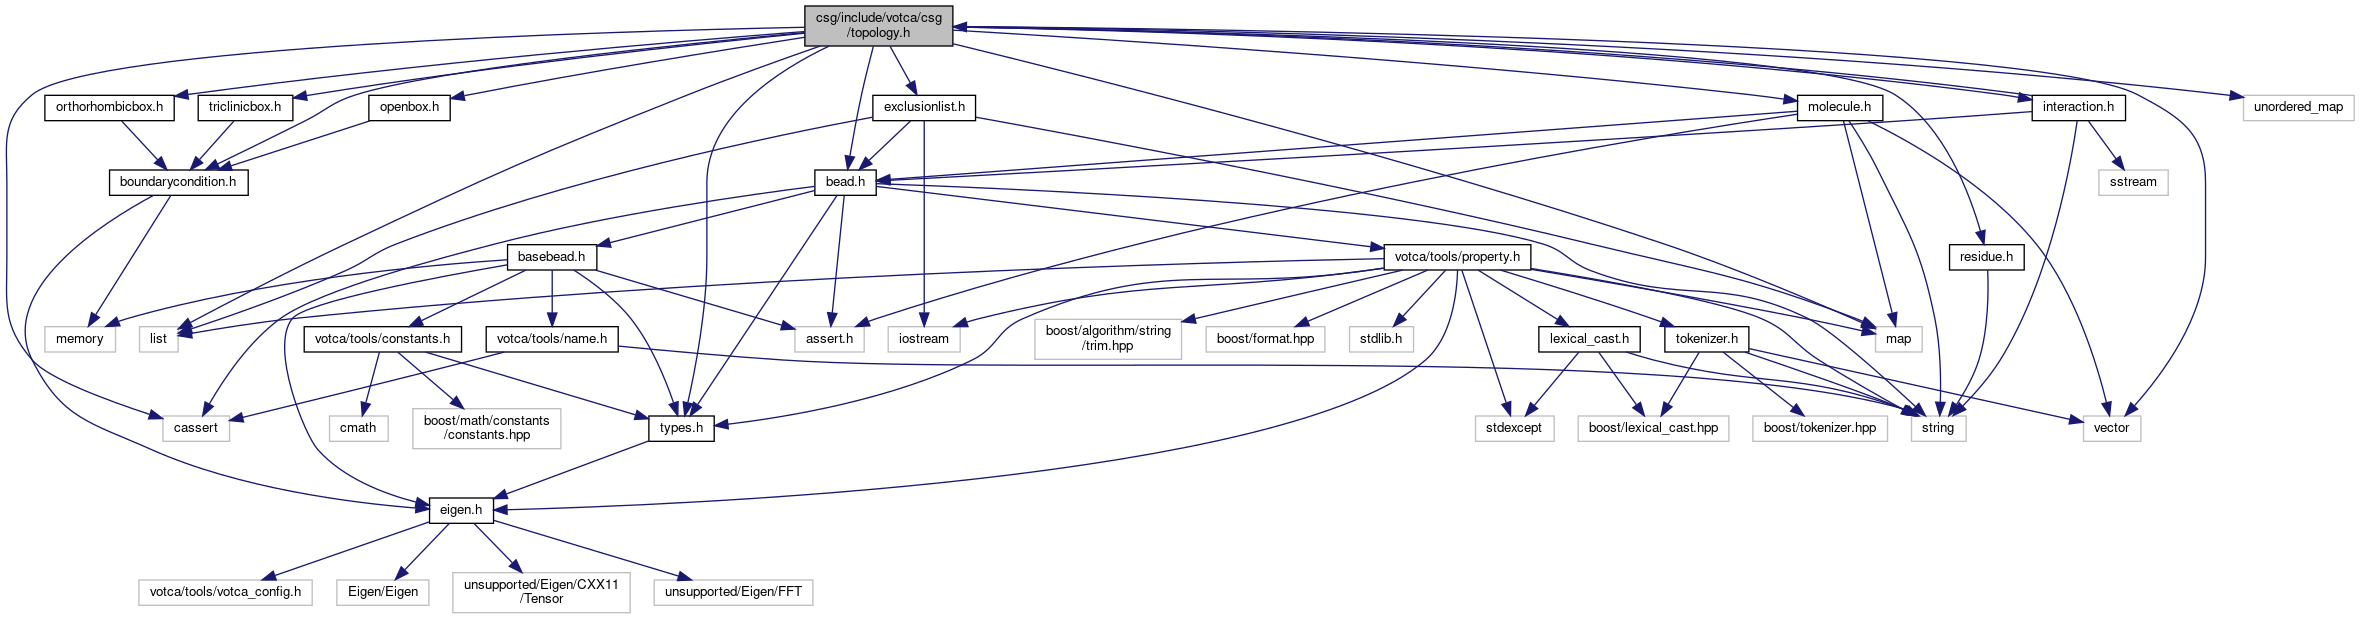 csg/include/votca/csg
/topology.h
orthorhombicbox.h
triclinicbox.h
openbox.h
exclusionlist.h
molecule.h
interaction.h
unordered_map
boundarycondition.h
bead.h
sstream
basebead.h
votca/tools/property.h
residue.h
memory
list
votca/tools/constants.h
votca/tools/name.h
assert.h
iostream
boost/algorithm/string
/trim.hpp
boost/format.hpp
stdlib.h
lexical_cast.h
tokenizer.h
map
cassert
cmath
boost/math/constants
/constants.hpp
types.h
stdexcept
boost/lexical_cast.hpp
boost/tokenizer.hpp
string
vector
eigen.h
votca/tools/votca_config.h
Eigen/Eigen
unsupported/Eigen/CXX11
/Tensor
unsupported/Eigen/FFT